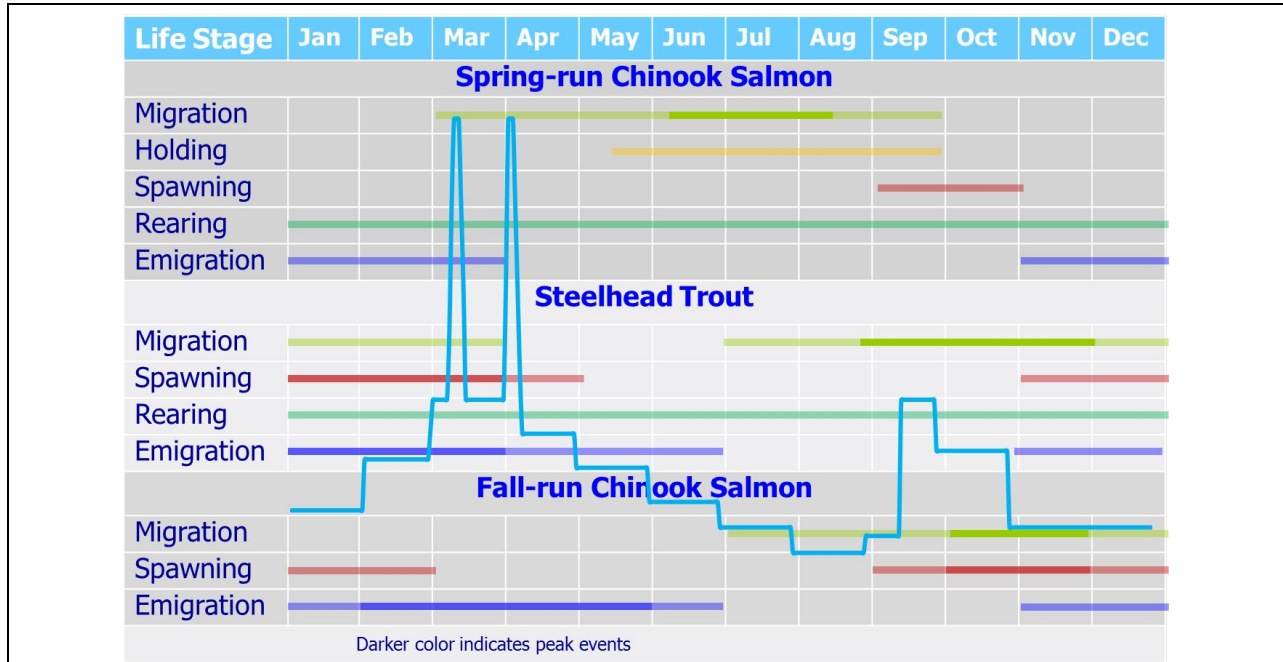 Life Stage Jan Feb Mar Apr May Jun Jul Aug Sep Oct Nov Dec
Spring-run Chinook Salmon
Migration
Holding
Spawning
Rearing
Emigration
Steelhead Trout
Migration
Spawning
Rearing
Emigration
Fall-run Chinook Salmon
Migration
Spawning
Emigration
Darker color indicates peak events